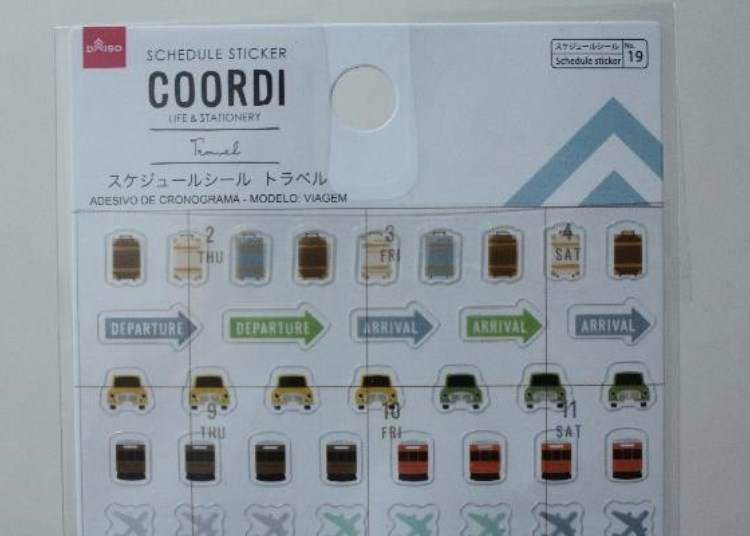 DAISO
SCHEDULE STICKER
COORDI
LIFE & STATIONERY
Travel
スケジュールシール トラベル
ADESIVO DE CRONOGRAMA - MODELO: VIAGEM
スケジュールシール
Schedule sticker
No. 19
2 3 4
THU FRI SAT
DEPARTURE DEPARTURE ARRIVAL ARRIVAL ARRIVAL
9 10 11
THU FRI SAT